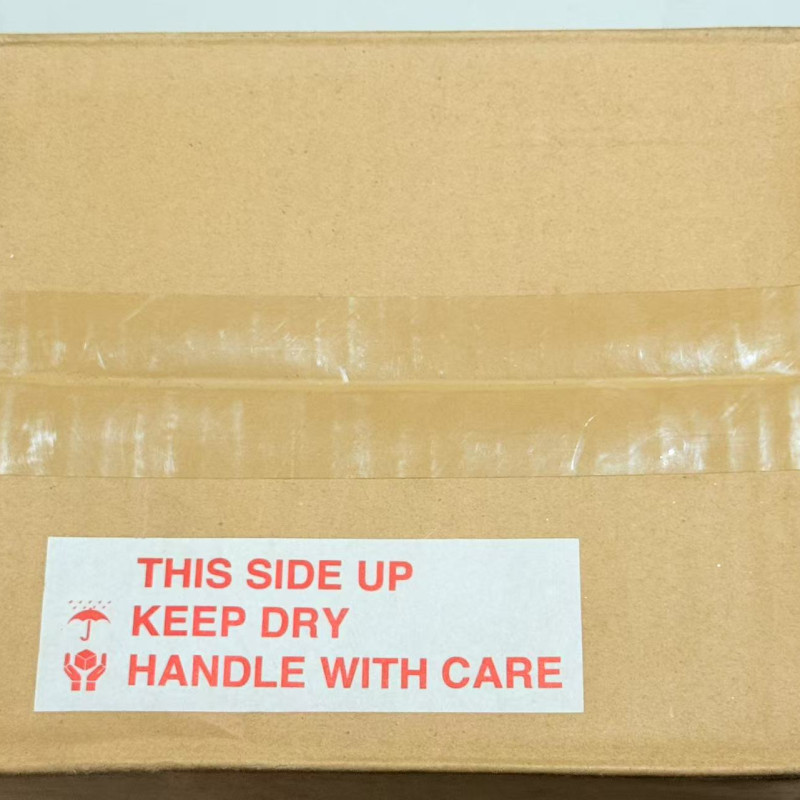 THIS SIDE UP
KEEP DRY
HANDLE WITH CARE